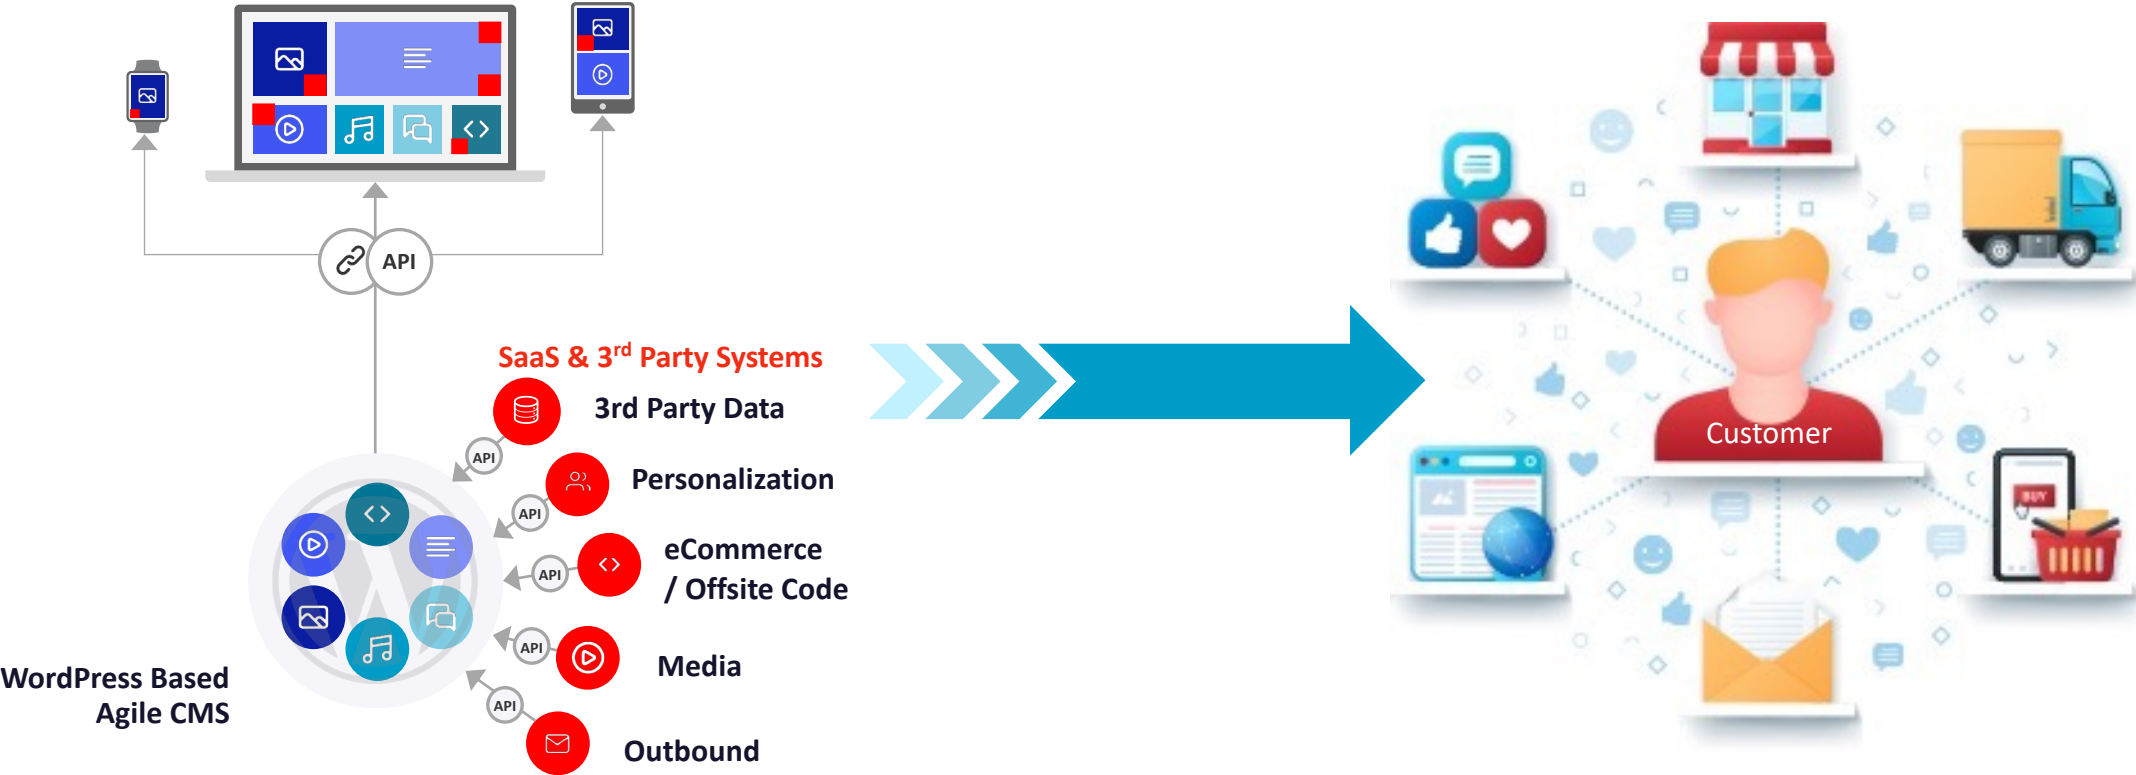 API
SaaS & 3rd Party Systems
3rd Party Data
API
Personalization
API
eCommerce
/ Offsite Code
API
Media
API
Outbound
API
WordPress Based
Agile CMS
Customer
BUY